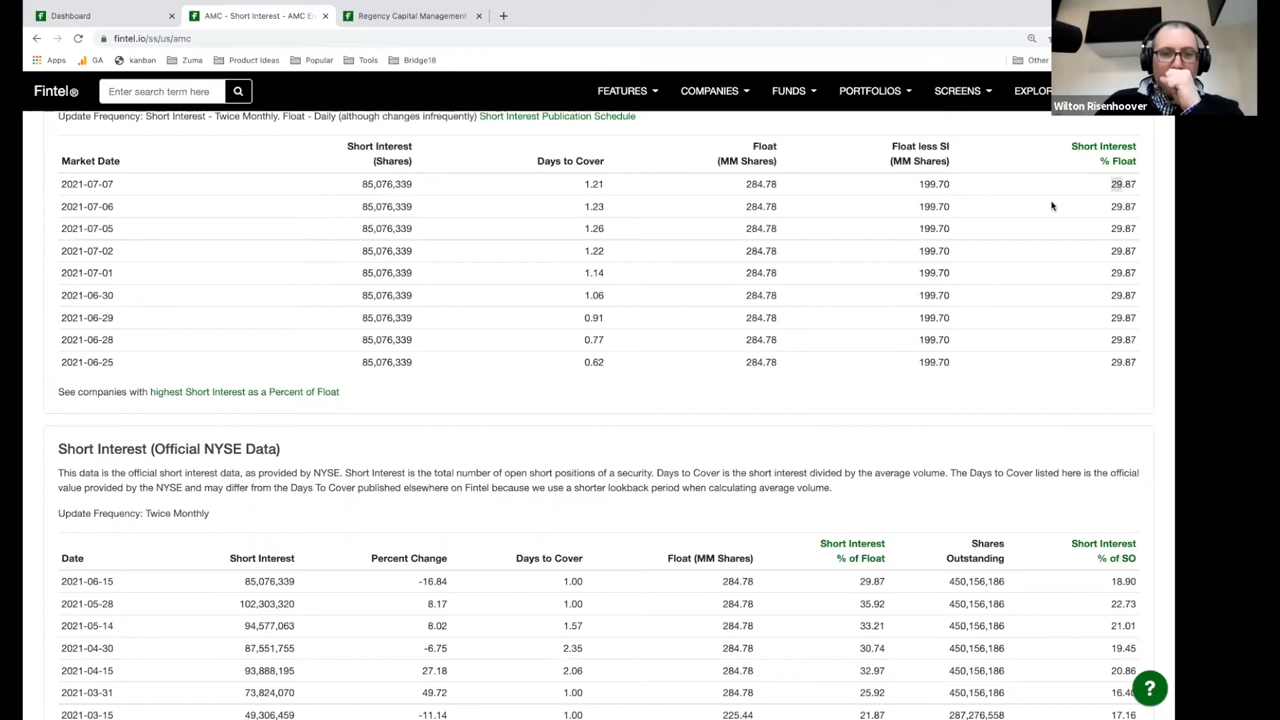 Dashboard × AMC - Short Interest - AMC En × Regency Capital Management × +
fintel.io/ss/us/amc
Apps GA kanban Zuma Product Ideas Popular Tools Bridge18 Other
Wilton Risenhoover
Fintel Enter search term here FEATURES COMPANIES FUNDS PORTFOLIOS SCREENS EXPLOR
Update Frequency: Short Interest - Twice Monthly. Float - Daily (although changes infrequently) Short Interest Publication Schedule
Short Interest Float Float less SI Short Interest
Market Date (Shares) Days to Cover (MM Shares) (MM Shares) % Float
2021-07-07 85,076,339 1.21 284.78 199.70 29.87
2021-07-06 85,076,339 1.23 284.78 199.70 29.87
2021-07-05 85,076,339 1.26 284.78 199.70 29.87
2021-07-02 85,076,339 1.22 284.78 199.70 29.87
2021-07-01 85,076,339 1.14 284.78 199.70 29.87
2021-06-30 85,076,339 1.06 284.78 199.70 29.87
2021-06-29 85,076,339 0.91 284.78 199.70 29.87
2021-06-28 85,076,339 0.77 284.78 199.70 29.87
2021-06-25 85,076,339 0.62 284.78 199.70 29.87
See companies with highest Short Interest as a Percent of Float
Short Interest (Official NYSE Data)
This data is the official short interest data, as provided by NYSE. Short Interest is the total number of open short positions of a security. Days to Cover is the short interest divided by the average volume. The Days to Cover listed here is the official
value provided by the NYSE and may differ from the Days To Cover published elsewhere on Fintel because we use a shorter lookback period when calculating average volume.
Update Frequency: Twice Monthly
Short Interest Shares Short Interest
Date Short Interest Percent Change Days to Cover Float (MM Shares) % of Float Outstanding % of SO
2021-06-15 85,076,339 -16.84 1.00 284.78 29.87 450,156,186 18.90
2021-05-28 102,303,320 8.17 1.00 284.78 35.92 450,156,186 22.73
2021-05-14 94,577,063 8.02 1.57 284.78 33.21 450,156,186 21.01
2021-04-30 87,551,755 -6.75 2.35 284.78 30.74 450,156,186 19.45
2021-04-15 93,888,195 27.18 2.06 284.78 32.97 450,156,186 20.86
2021-03-31 73,824,070 49.72 1.00 284.78 25.92 450,156,186 16.40
2021-03-15 49,306,459 -11.14 1.00 225.44 21.87 287,276,558 17.16
?